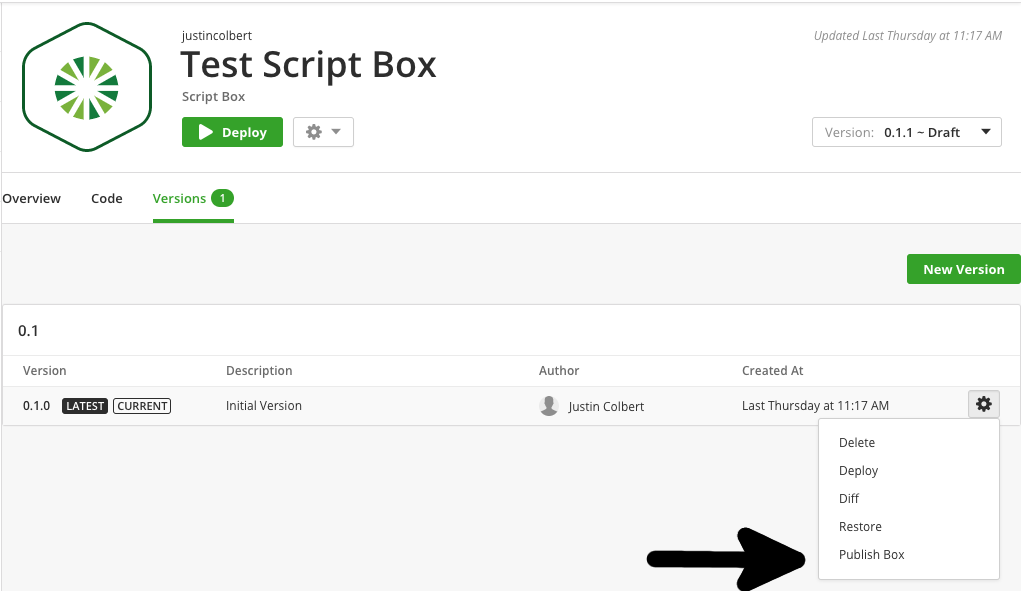 justincolbert
Updated Last Thursday at 11:17 AM
Test Script Box
Script Box
Deploy
Version: 0.1.1 ~ Draft
Overview Code Versions 1
New Version
0.1
Version Description Author Created At
0.1.0 LATEST CURRENT Initial Version Justin Colbert Last Thursday at 11:17 AM
Delete
Deploy
Diff
Restore
Publish Box